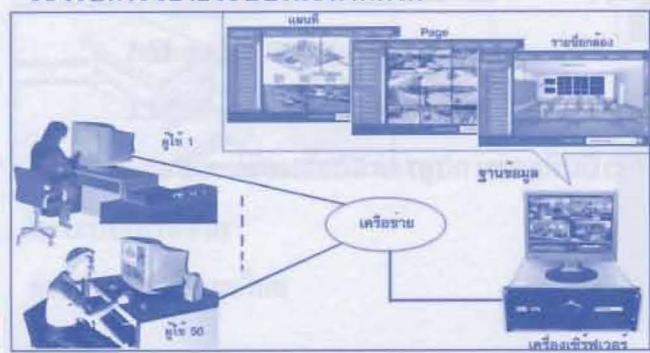 แผนที่
Page
รายชื่อกล้อง
ผู้ใช้ 1
ฐานข้อมูล
เครือข่าย
ผู้ใช้ 50
เครื่องเซิร์ฟเวอร์